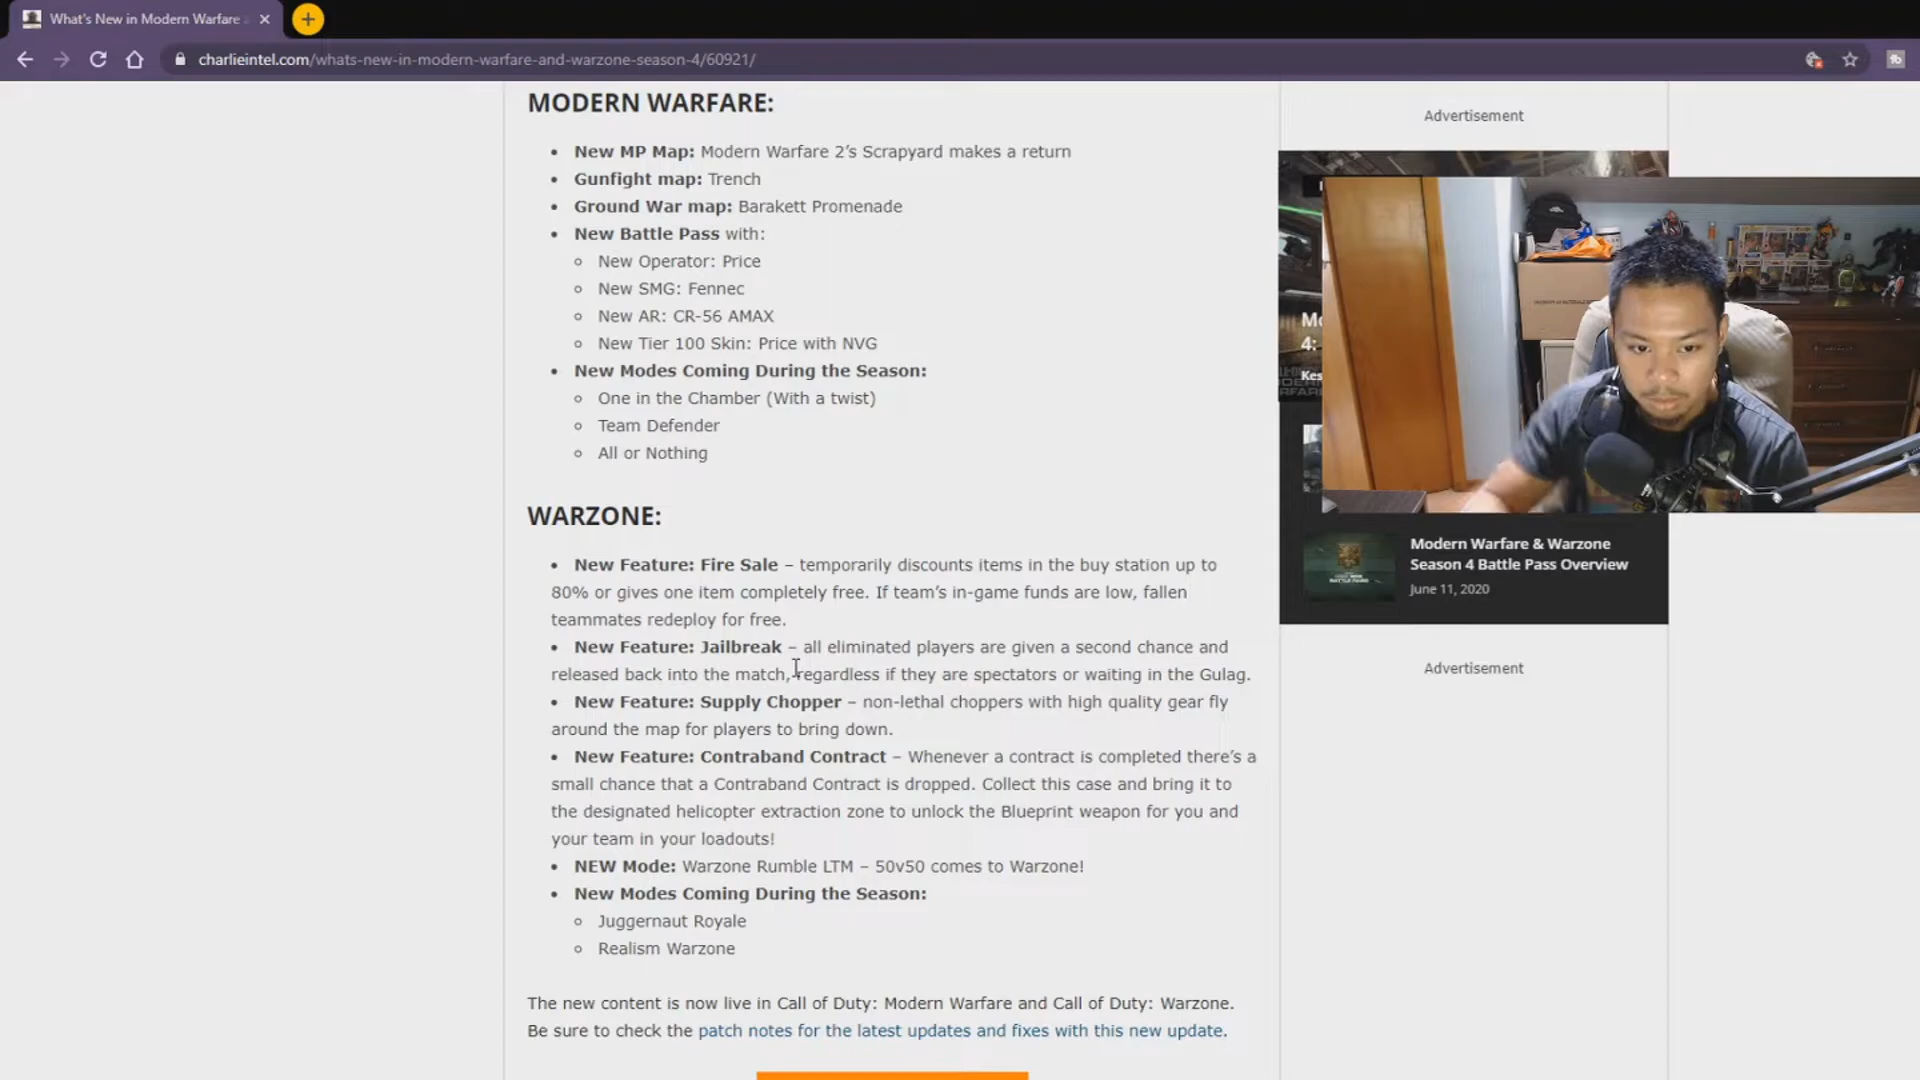 What's New in Modern Warfare
charlieintel.com/whats-new-in-modern-warfare-and-warzone-season-4/60921/
MODERN WARFARE:
• New MP Map: Modern Warfare 2's Scrapyard makes a return
• Gunfight map: Trench
• Ground War map: Barakett Promenade
• New Battle Pass with:
○ New Operator: Price
○ New SMG: Fennec
○ New AR: CR-56 AMAX
○ New Tier 100 Skin: Price with NVG
• New Modes Coming During the Season:
○ One in the Chamber (With a twist)
○ Team Defender
○ All or Nothing
WARZONE:
• New Feature: Fire Sale – temporarily discounts items in the buy station up to
80% or gives one item completely free. If team's in-game funds are low, fallen
teammates redeploy for free.
• New Feature: Jailbreak – all eliminated players are given a second chance and
released back into the match, regardless if they are spectators or waiting in the Gulag.
• New Feature: Supply Chopper – non-lethal choppers with high quality gear fly
around the map for players to bring down.
• New Feature: Contraband Contract – Whenever a contract is completed there's a
small chance that a Contraband Contract is dropped. Collect this case and bring it to
the designated helicopter extraction zone to unlock the Blueprint weapon for you and
your team in your loadouts!
• NEW Mode: Warzone Rumble LTM – 50v50 comes to Warzone!
• New Modes Coming During the Season:
○ Juggernaut Royale
○ Realism Warzone
The new content is now live in Call of Duty: Modern Warfare and Call of Duty: Warzone.
Be sure to check the patch notes for the latest updates and fixes with this new update.
Advertisement
4:
Modern Warfare & Warzone
Season 4 Battle Pass Overview
June 11, 2020
Advertisement